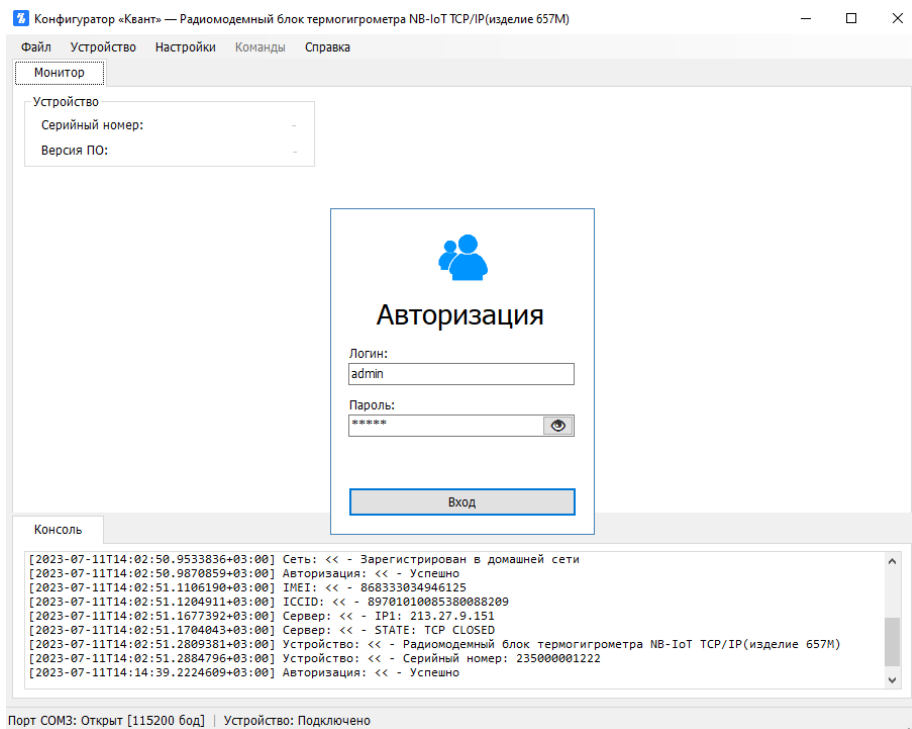 Конфигуратор «Квант» — Радиомодемный блок термогигрометра NB-IoT TCP/IP(изделие 657М)
Файл Устройство Настройки Команды Справка
Монитор
Устройство
Серийный номер: -
Версия ПО: -
Авторизация
Логин:
admin
Пароль:
*****
Вход
Консоль
[2023-07-11T14:02:50.9533836+03:00] Сеть: << - Зарегистрирован в домашней сети
[2023-07-11T14:02:50.9870859+03:00] Авторизация: << - Успешно
[2023-07-11T14:02:51.1106190+03:00] IMEI: << - 868333034946125
[2023-07-11T14:02:51.1204911+03:00] ICCID: << - 89701010085380088209
[2023-07-11T14:02:51.1677392+03:00] Сервер: << - IP1: 213.27.9.151
[2023-07-11T14:02:51.1704043+03:00] Сервер: << - STATE: TCP CLOSED
[2023-07-11T14:02:51.2809381+03:00] Устройство: << - Радиомодемный блок термогигрометра NB-IoT TCP/IP(изделие 657М)
[2023-07-11T14:02:51.2884796+03:00] Устройство: << - Серийный номер: 235000001222
[2023-07-11T14:14:39.2224609+03:00] Авторизация: << - Успешно
Порт COM3: Открыт [115200 бод] | Устройство: Подключено